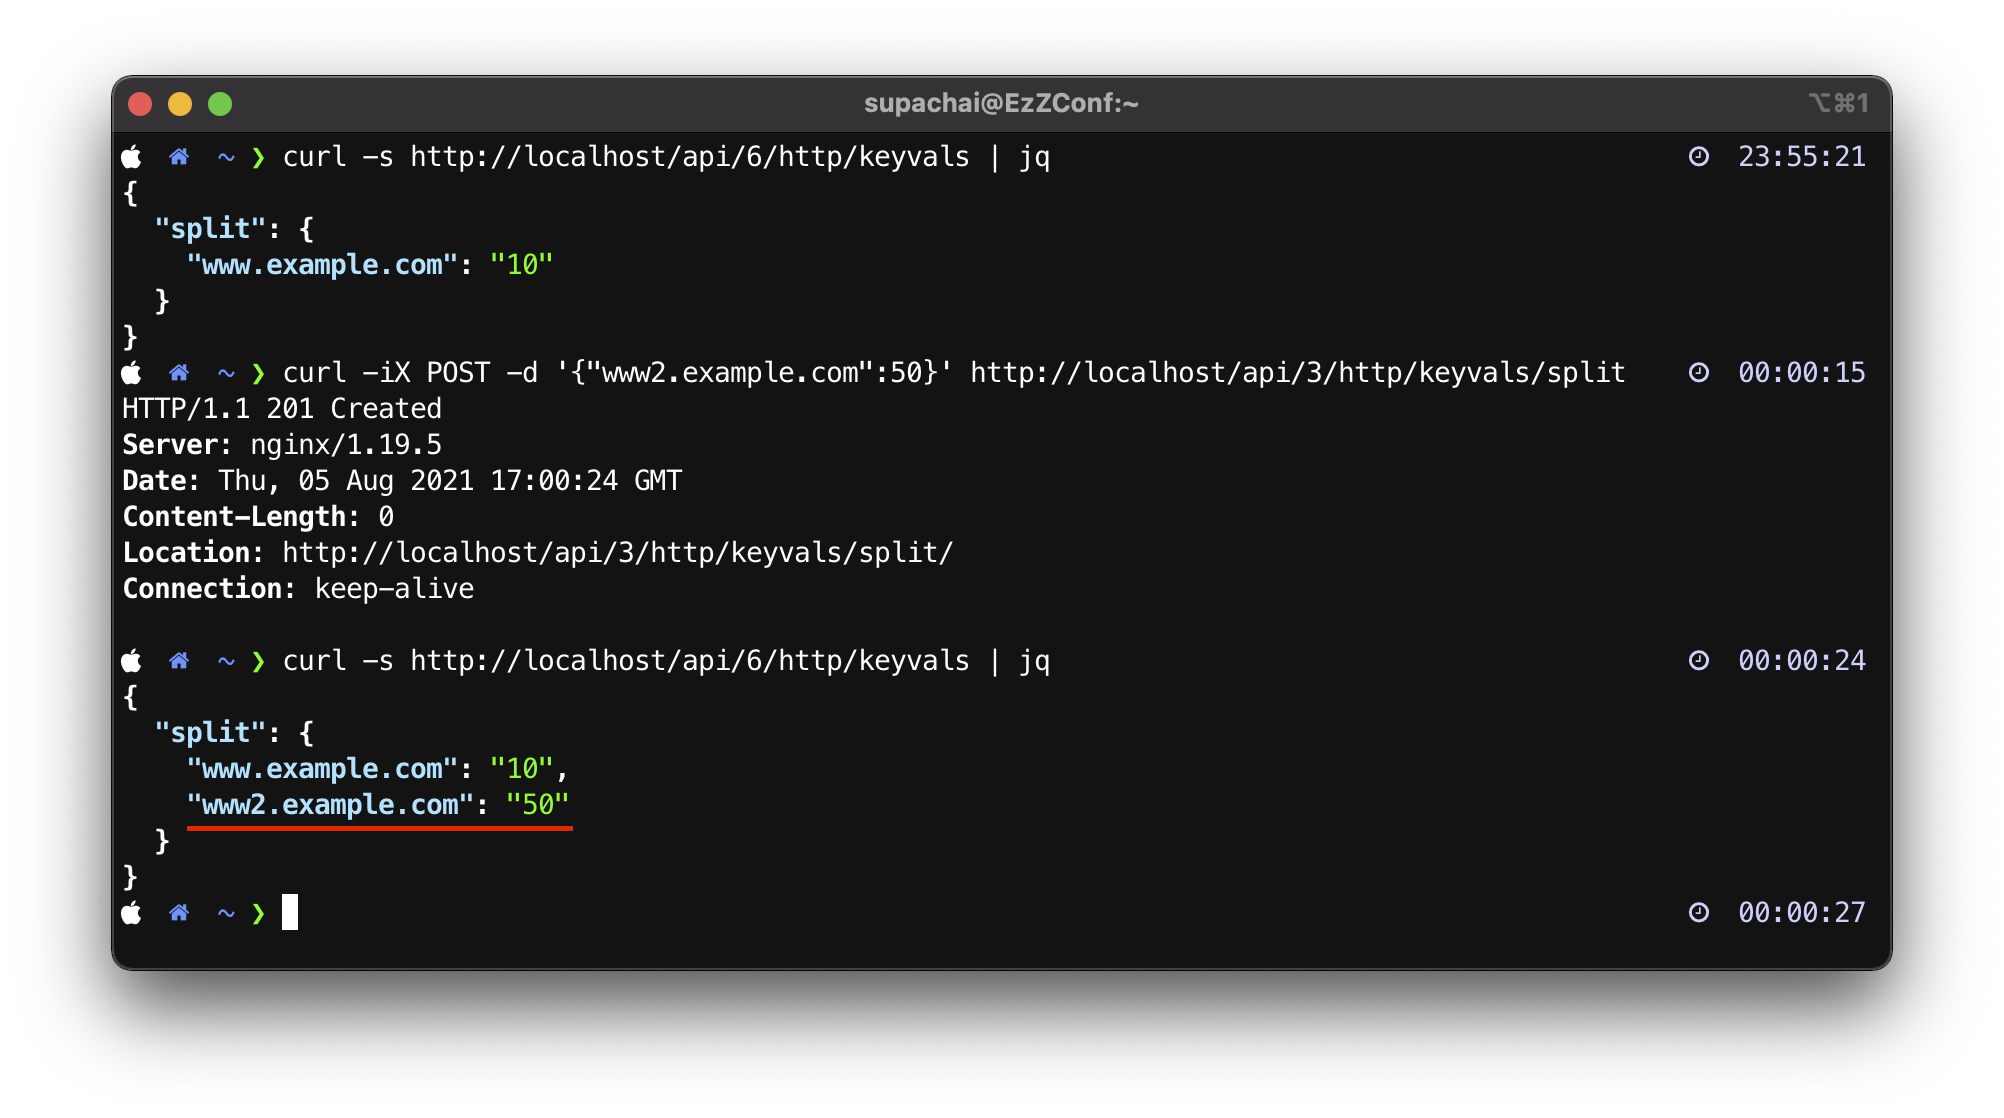 supachai@EzZConf:~ ⌥⌘1
~ ❯ curl -s http://localhost/api/6/http/keyvals | jq 23:55:21
{
  "split": {
    "www.example.com": "10"
  }
}
~ ❯ curl -iX POST -d '{"www2.example.com":50}' http://localhost/api/3/http/keyvals/split 00:00:15
HTTP/1.1 201 Created
Server: nginx/1.19.5
Date: Thu, 05 Aug 2021 17:00:24 GMT
Content-Length: 0
Location: http://localhost/api/3/http/keyvals/split/
Connection: keep-alive
~ ❯ curl -s http://localhost/api/6/http/keyvals | jq 00:00:24
{
  "split": {
    "www.example.com": "10",
    "www2.example.com": "50"
  }
}
~ ❯ 00:00:27